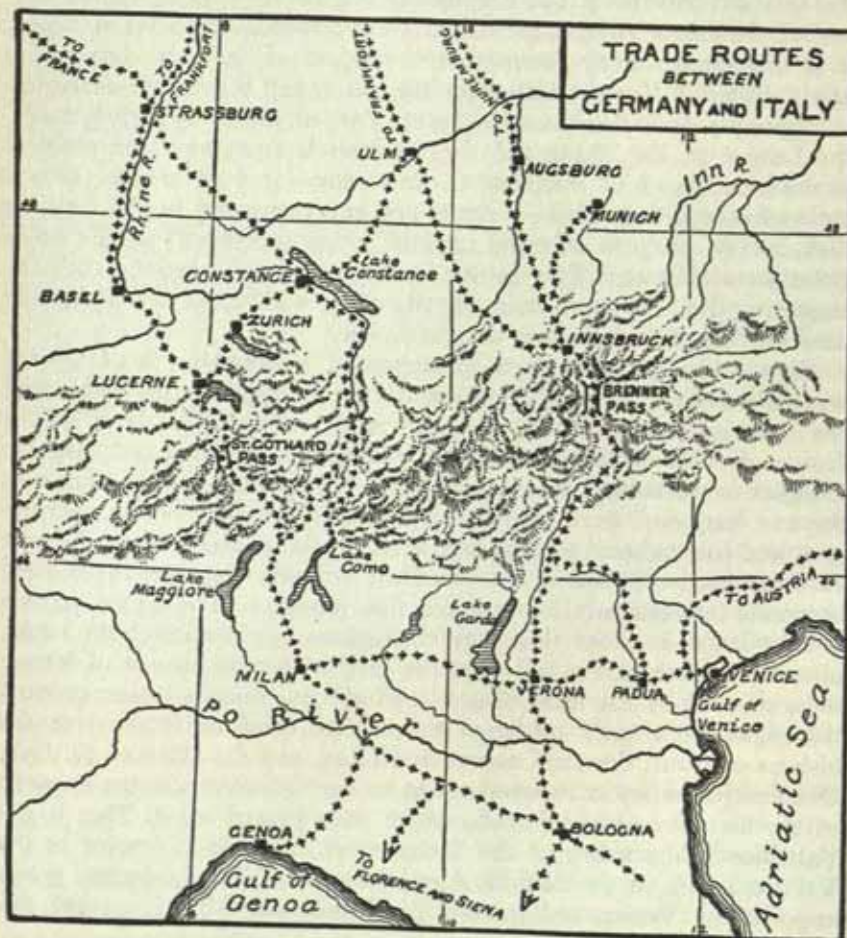 TRADE ROUTES
BETWEEN
GERMANY AND ITALY
TO
FRANCE
TO
FRANKFORT
STRASSBURG
Rhine R.
TO FRANKFORT
ULM
TO
AUGSBURG
Inn R
MUNICH
48
48
CONSTANCE
Lake
Constance
BASEL
ZURICH
INNSBRUCK
LUCERNE
BRENNER
PASS
ST. GOTHARD
PASS
Lake
Maggiore
Lake
Como
Lake
Garda
TO AUSTRIA
MILAN
VERONA
PADUA
VENICE
Gulf of
Venice
Po River
GENOA
BOLOGNA
TO
FLORENCE AND SIENA
Gulf of
Genoa
Adriatic Sea
12